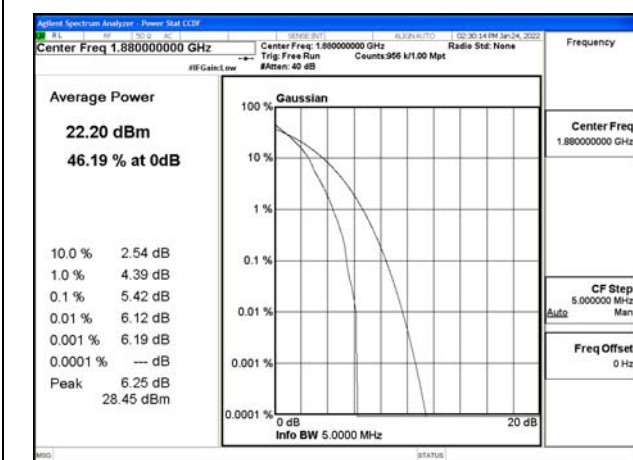 Agilent Spectrum Analyzer - Power Stat CCDF
RL RF 50 Ω AC SENSE:INT ALIGNAUTO 02:30:14 PM Jan 24, 2022
Center Freq 1.880000000 GHz
Center Freq: 1.880000000 GHz Radio Std: None
Trig: Free Run Counts:956 k/1.00 Mpt
#IFGain:Low #Atten: 40 dB
Frequency
Average Power
22.20 dBm
46.19 % at 0dB
10.0 % 2.54 dB
1.0 % 4.39 dB
0.1 % 5.42 dB
0.01 % 6.12 dB
0.001 % 6.19 dB
0.0001 % --- dB
Peak 6.25 dB
28.45 dBm
Gaussian
100 %
10 %
1 %
0.1 %
0.01 %
0.001 %
0.0001 %
0 dB 20 dB
Info BW 5.0000 MHz
Center Freq
1.880000000 GHz
CF Step
5.000000 MHz
Auto Man
Freq Offset
0 Hz
MSG STATUS